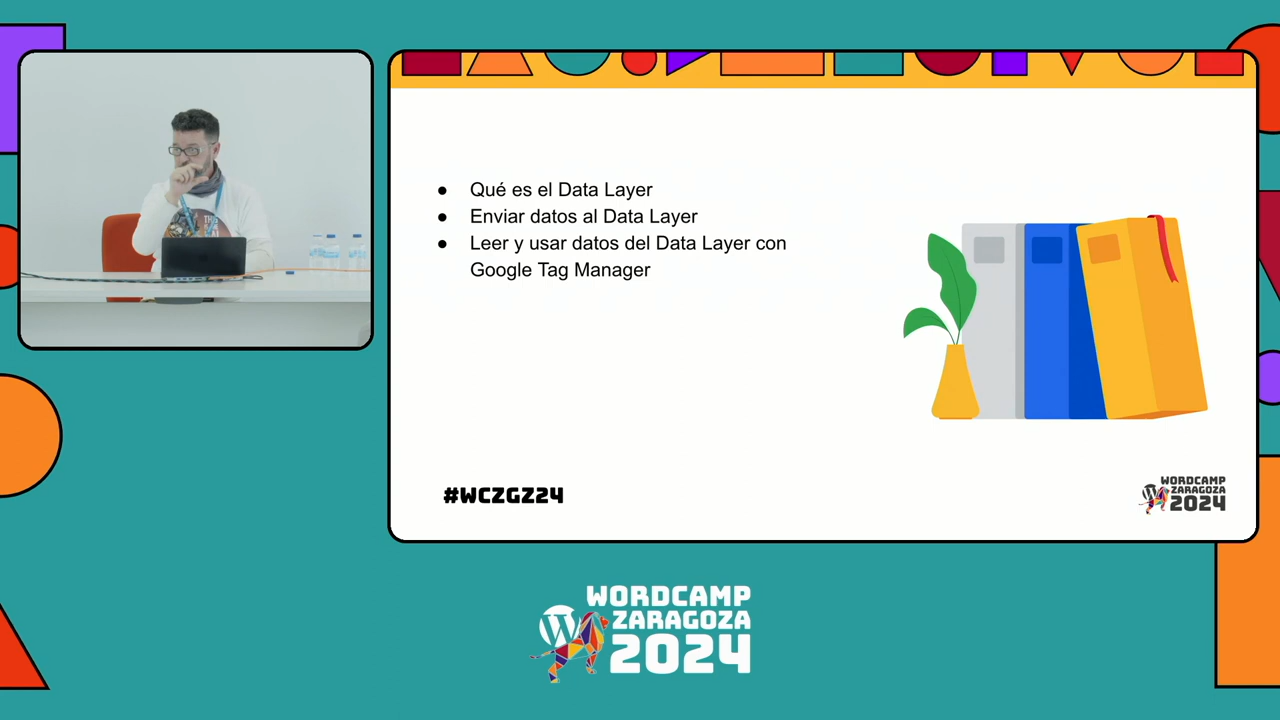 ● Qué es el Data Layer
● Enviar datos al Data Layer
● Leer y usar datos del Data Layer con
Google Tag Manager
#WCZGZ24
WORDCAMP
ZARAGOZA
2024
WORDCAMP
ZARAGOZA
2024